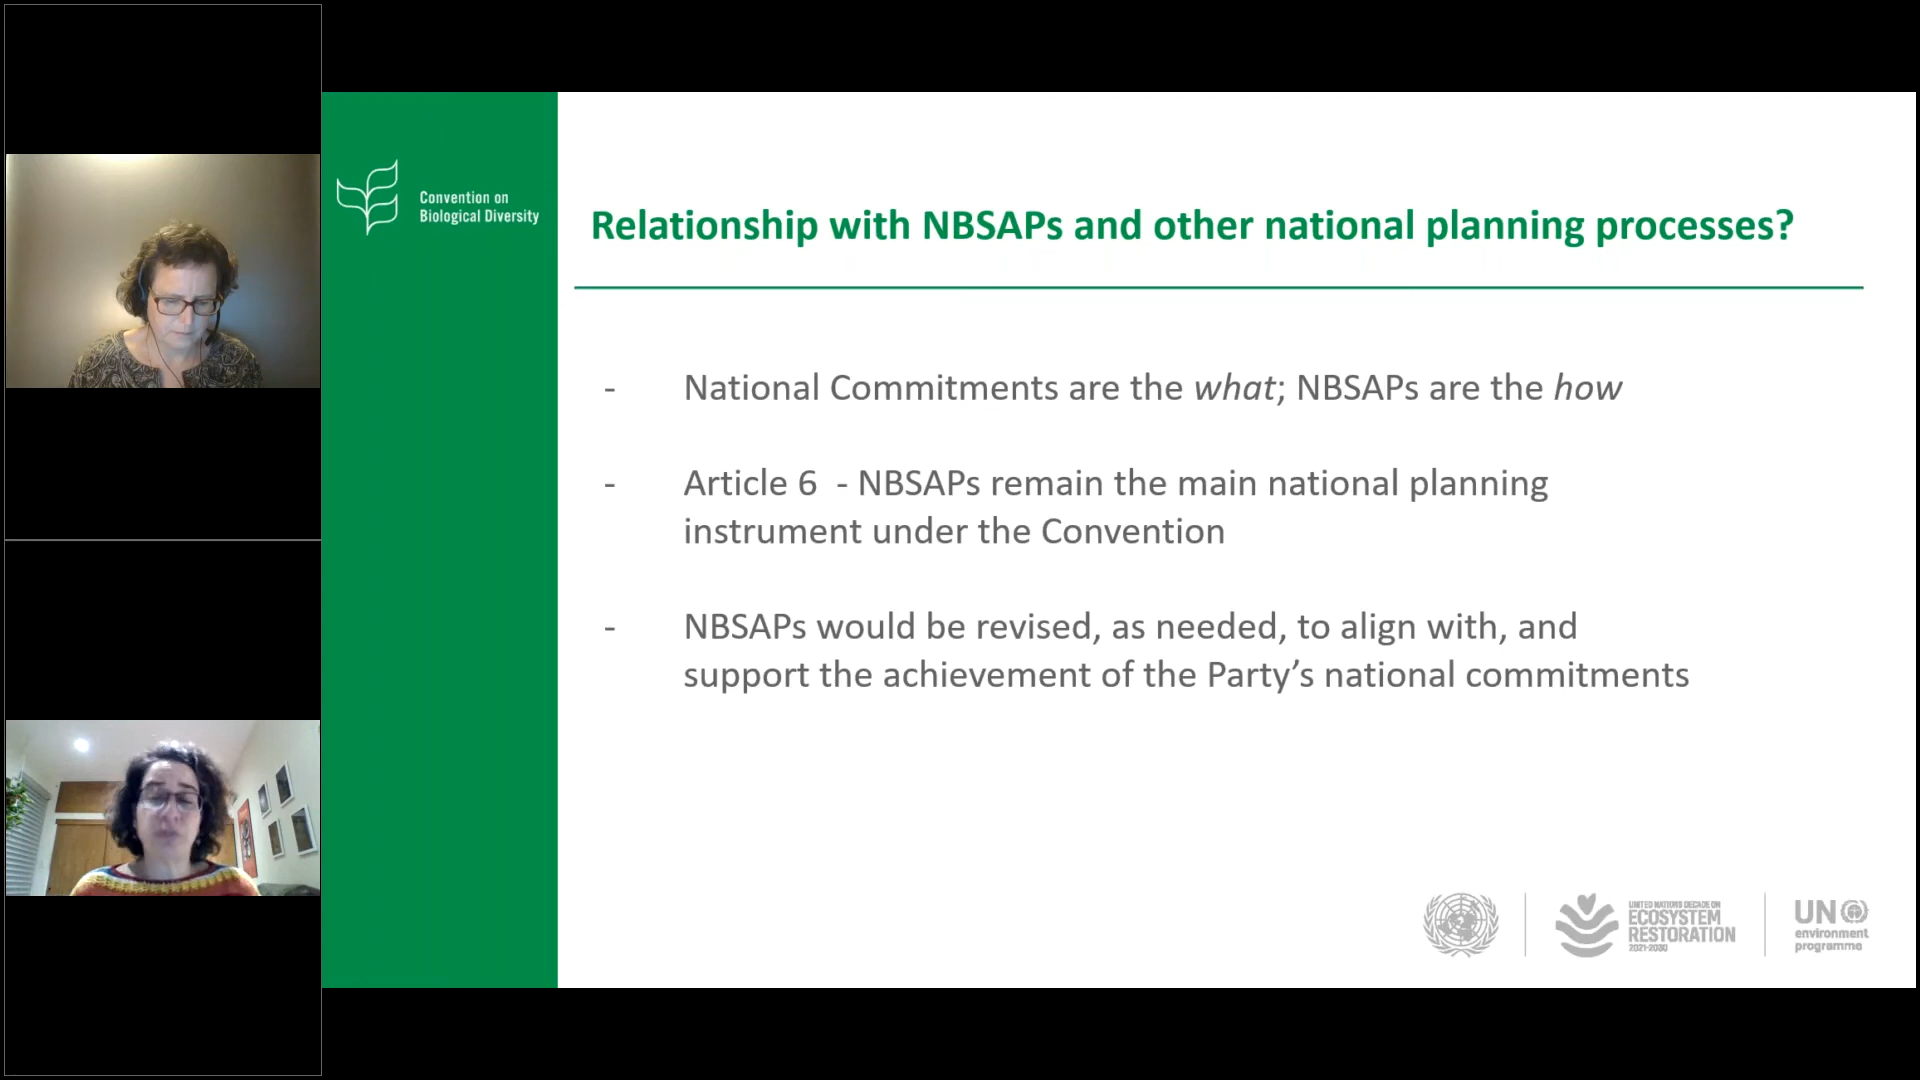 Convention on
Biological Diversity
Relationship with NBSAPs and other national planning processes?
- National Commitments are the what; NBSAPs are the how
- Article 6 - NBSAPs remain the main national planning
instrument under the Convention
- NBSAPs would be revised, as needed, to align with, and
support the achievement of the Party’s national commitments
UNITED NATIONS DECADE ON
ECOSYSTEM
RESTORATION
2021-2030
UN
environment
programme